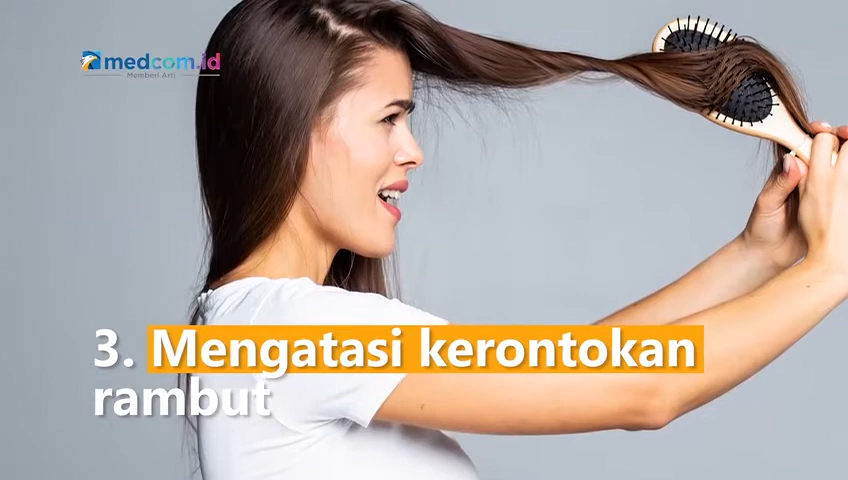 medcom.id
Memberi Arti
3. Mengatasi kerontokan
rambut